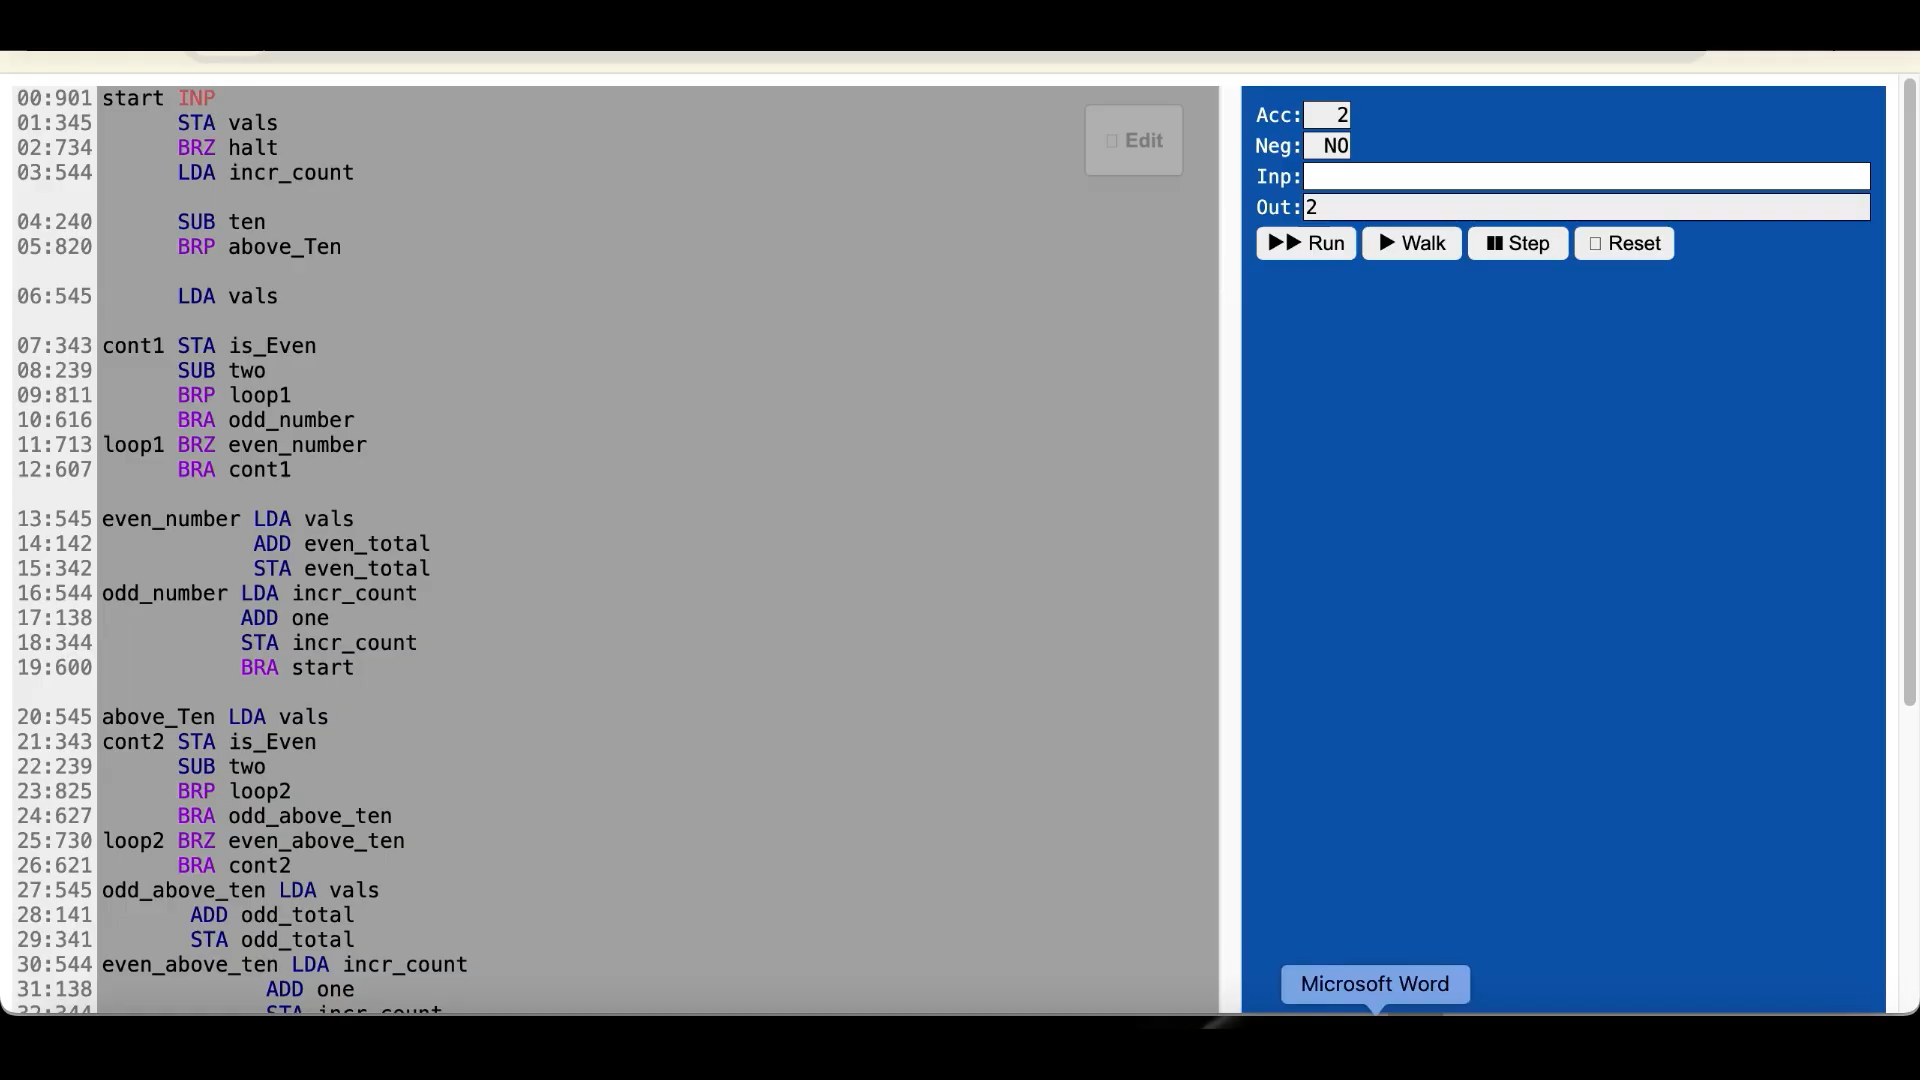 00:901 start INP
01:345 STA vals
02:734 BRZ halt
03:544 LDA incr_count
04:240 SUB ten
05:820 BRP above_Ten
06:545 LDA vals
07:343 cont1 STA is_Even
08:239 SUB two
09:811 BRP loop1
10:616 BRA odd_number
11:713 loop1 BRZ even_number
12:607 BRA cont1
13:545 even_number LDA vals
14:142 ADD even_total
15:342 STA even_total
16:544 odd_number LDA incr_count
17:138 ADD one
18:344 STA incr_count
19:600 BRA start
20:545 above_Ten LDA vals
21:343 cont2 STA is_Even
22:239 SUB two
23:825 BRP loop2
24:627 BRA odd_above_ten
25:730 loop2 BRZ even_above_ten
26:621 BRA cont2
27:545 odd_above_ten LDA vals
28:141 ADD odd_total
29:341 STA odd_total
30:544 even_above_ten LDA incr_count
31:138 ADD one
32:344 STA incr_count
Edit
Acc: 2
Neg: NO
Inp:
Out: 2
Run Walk Step Reset
Microsoft Word